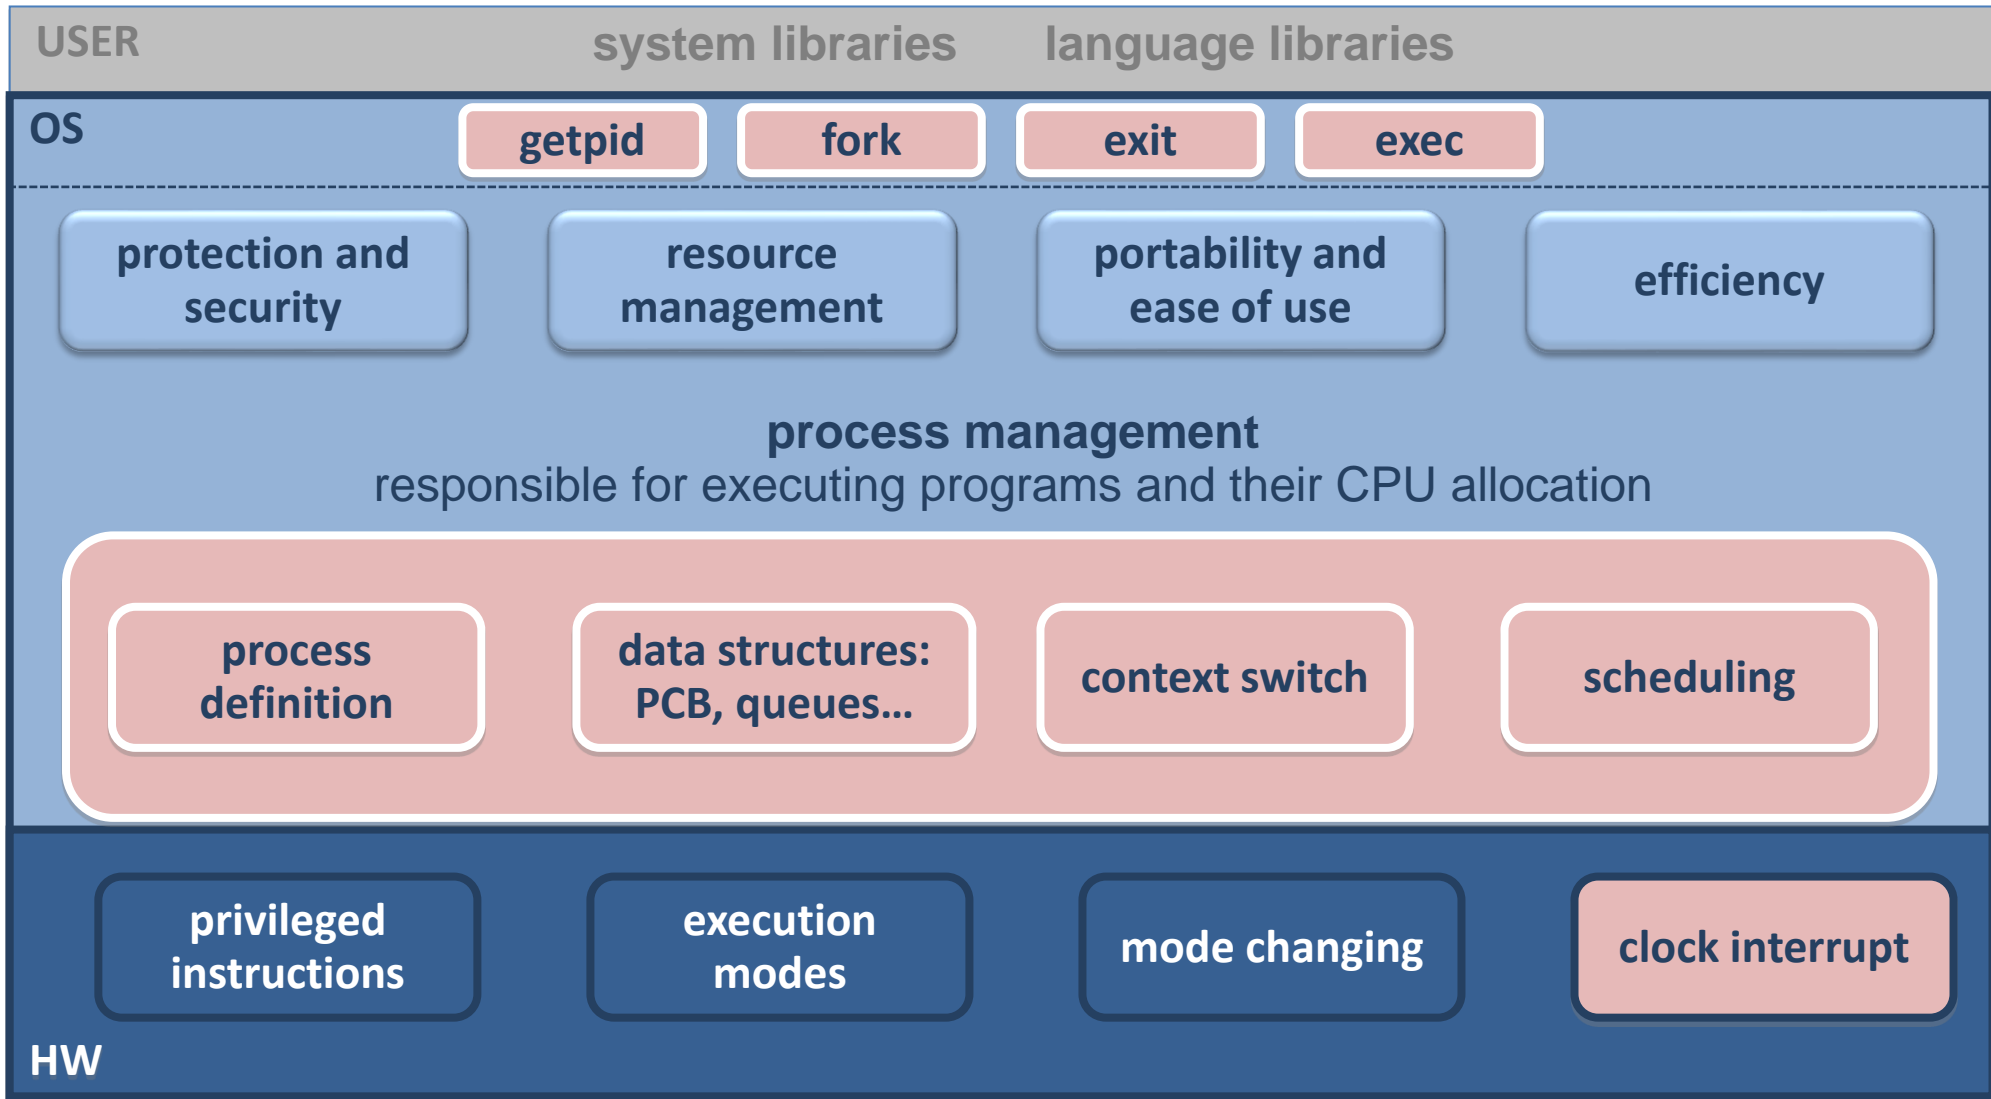 USER
system libraries
language libraries
OS
getpid
fork
exit
exec
protection and
security
resource
management
portability and
ease of use
efficiency
process management
responsible for executing programs and their CPU allocation
process
definition
data structures:
PCB, queues...
context switch
scheduling
privileged
instructions
execution
modes
mode changing
clock interrupt
HW